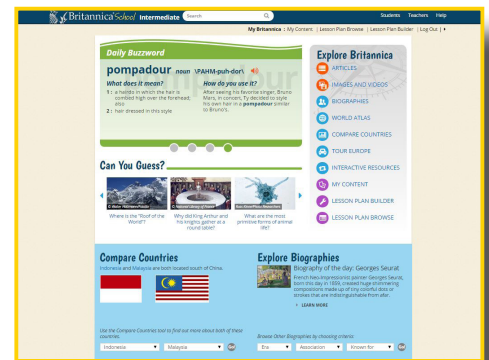 Britannica School Intermediate
Search
Students Teachers Help
My Britannica : My Content | Lesson Plan Browse | Lesson Plan Builder | Log Out |
Daily Buzzword
pompadour noun \PAHM-puh-dor\
What does it mean?
1 : a hairdo in which the hair is
combed high over the forehead;
also
2 : hair dressed in this style
How do you use it?
After seeing his favorite singer, Bruno
Mars, in concert, Ty decided to style
his own hair in a pompadour similar
to Bruno's.
Explore Britannica
ARTICLES
IMAGES AND VIDEOS
BIOGRAPHIES
WORLD ATLAS
COMPARE COUNTRIES
TOUR EUROPE
INTERACTIVE RESOURCES
MY CONTENT
LESSON PLAN BUILDER
LESSON PLAN BROWSE
Can You Guess?
Where is the "Roof of the
World"?
Why did King Arthur and
his knights gather at a
round table?
What are the most
primitive forms of animal
life?
Compare Countries
Indonesia and Malaysia are both located south of China.
Use the Compare Countries tool to find out more about both of these
countries.
Indonesia
Malaysia
Explore Biographies
Biography of the day: Georges Seurat
French Neo-Impressionist painter Georges Seurat,
born this day in 1859, created huge shimmering
compositions made up of tiny colorful dots or
strokes that are indistinguishable from afar.
LEARN MORE
Browse Other Biographies by choosing criteria:
Era
Association
Known for